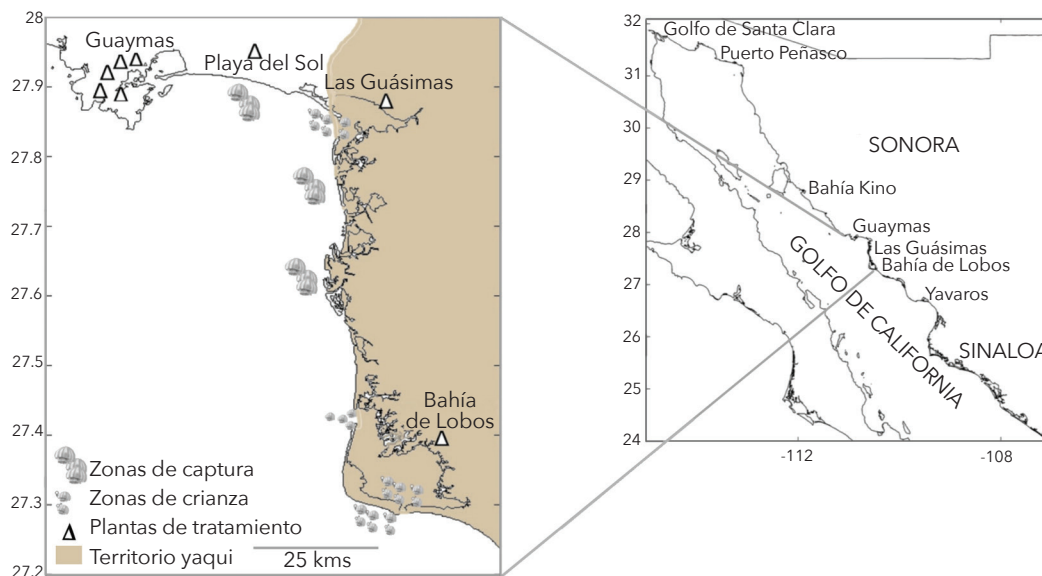 28
27.9
27.8
27.7
27.6
27.5
27.4
27.3
27.2
Guaymas
Playa del Sol
Las Guásimas
Bahía
de Lobos
Zonas de captura
Zonas de crianza
Plantas de tratamiento
Territorio yaqui
25 kms
32
31
30
29
28
27
26
25
24
Golfo de Santa Clara
Puerto Peñasco
SONORA
Bahía Kino
Guaymas
Las Guásimas
Bahía de Lobos
Yavaros
GOLFO DE CALIFORNIA
SINALOA
-112
-108